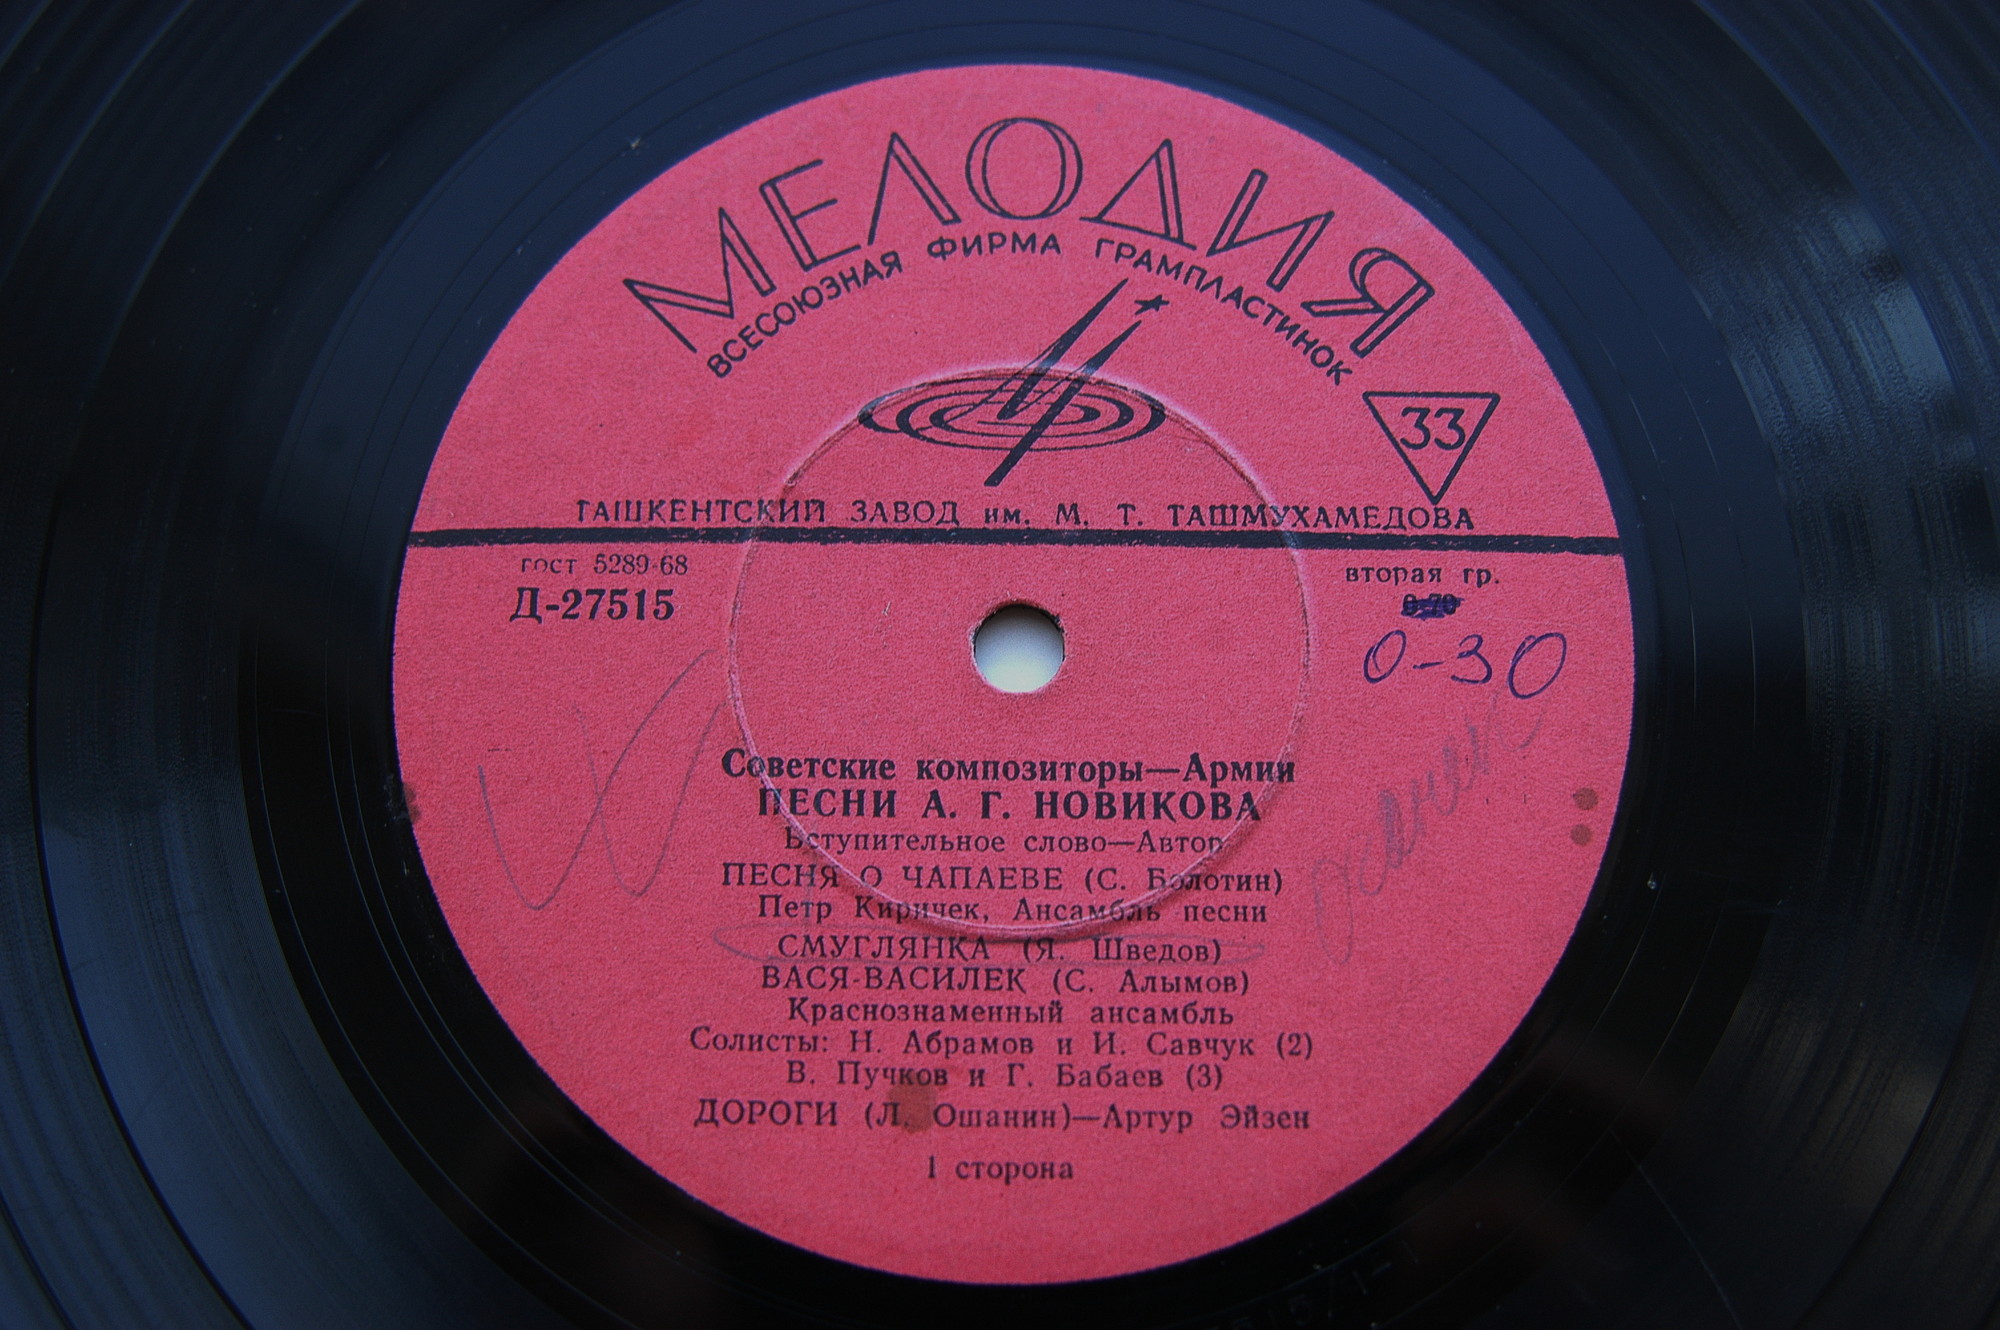 МЕЛОДИЯ
ВСЕСОЮЗНАЯ ФИРМА ГРАМПЛАСТИНОК
33
ТАШКЕНТСКИЙ ЗАВОД им. М. Т. ТАШМУХАМЕДОВА
ГОСТ 5289-68
вторая гр.
Д-27515
0-30
Советские композиторы—Армии
ПЕСНИ А. Г. НОВИКОВА
Вступительное слово—Автор
ПЕСНЯ О ЧАПАЕВЕ (С. Болотин)
Петр Киричек, Ансамбль песни
СМУГЛЯНКА (Я. Шведов)
ВАСЯ-ВАСИЛЕК (С. Алымов)
Краснознаменный ансамбль
Солисты: Н. Абрамов и И. Савчук (2)
В. Пучков и Г. Бабаев (3)
ДОРОГИ (Л. Ошанин)—Артур Эйзен
1 сторона